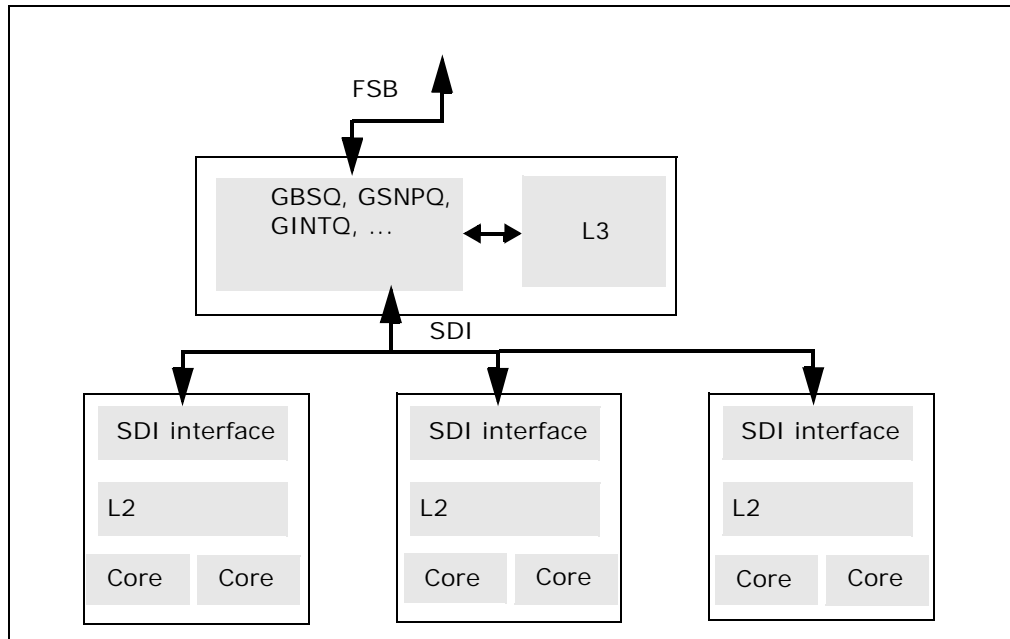 FSB
GBSQ, GSNPQ,
GINTQ, ...
L3
SDI
SDI interface
SDI interface
SDI interface
L2
L2
L2
Core
Core
Core
Core
Core
Core